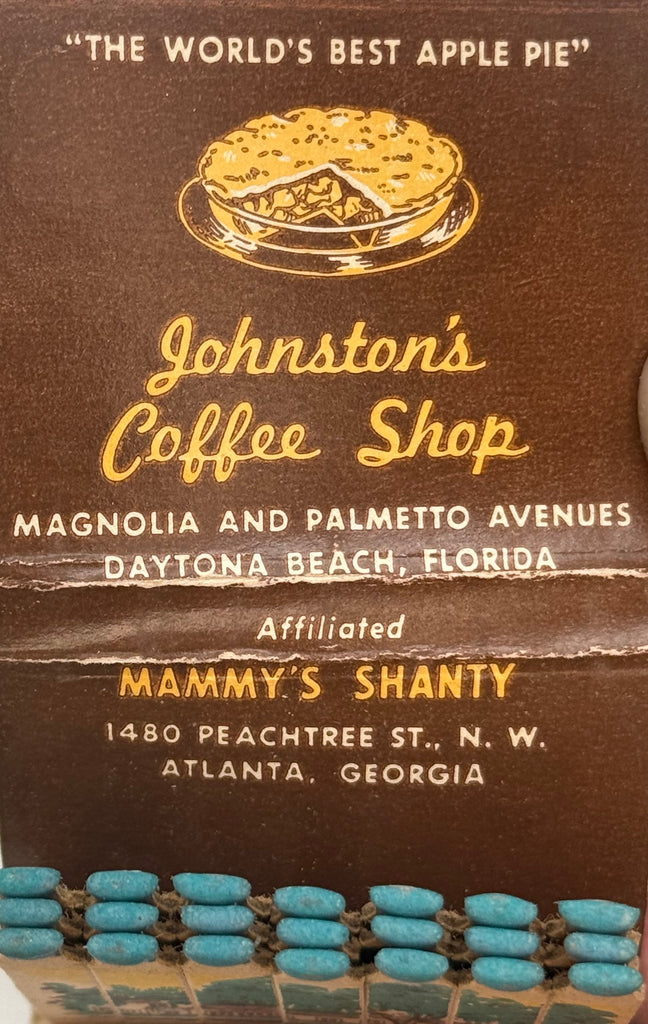 "THE WORLD'S BEST APPLE PIE"
Johnston's
Coffee Shop
MAGNOLIA AND PALMETTO AVENUES
DAYTONA BEACH, FLORIDA
Affiliated
MAMMY'S SHANTY
1480 PEACHTREE ST., N. W.
ATLANTA, GEORGIA